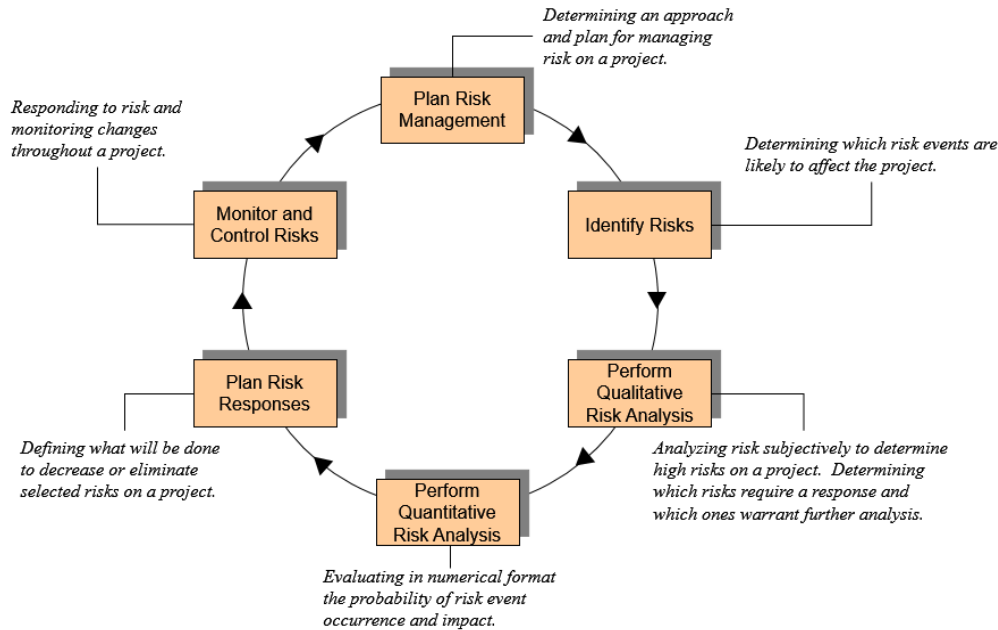 Determining an approach
and plan for managing
risk on a project.
Plan Risk
Management
Determining which risk events are
likely to affect the project.
Identify Risks
Perform
Qualitative
Risk Analysis
Analyzing risk subjectively to determine
high risks on a project.  Determining
which risks require a response and
which ones warrant further analysis.
Perform
Quantitative
Risk Analysis
Evaluating in numerical format
the probability of risk event
occurrence and impact.
Plan Risk
Responses
Defining what will be done
to decrease or eliminate
selected risks on a project.
Monitor and
Control Risks
Responding to risk and
monitoring changes
throughout a project.